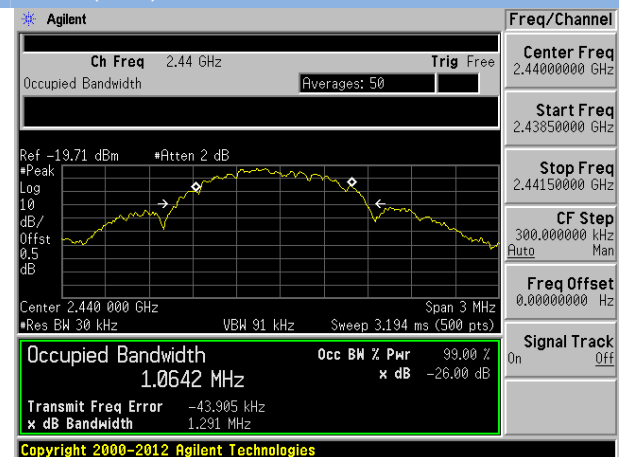 Agilent
Freq/Channel
Ch Freq 2.44 GHz Trig Free
Occupied Bandwidth Averages: 50
Center Freq
2.44000000 GHz
Start Freq
2.43850000 GHz
Stop Freq
2.44150000 GHz
CF Step
300.000000 kHz
Auto Man
Freq Offset
0.00000000 Hz
Signal Track
On Off
Ref -19.71 dBm #Atten 2 dB
#Peak
Log
10
dB/
Offst
0.5
dB
Center 2.440 000 GHz Span 3 MHz
#Res BW 30 kHz VBW 91 kHz Sweep 3.194 ms (500 pts)
Occupied Bandwidth Occ BW % Pwr 99.00 %
1.0642 MHz x dB -26.00 dB
Transmit Freq Error -43.905 kHz
x dB Bandwidth 1.291 MHz
Copyright 2000-2012 Agilent Technologies